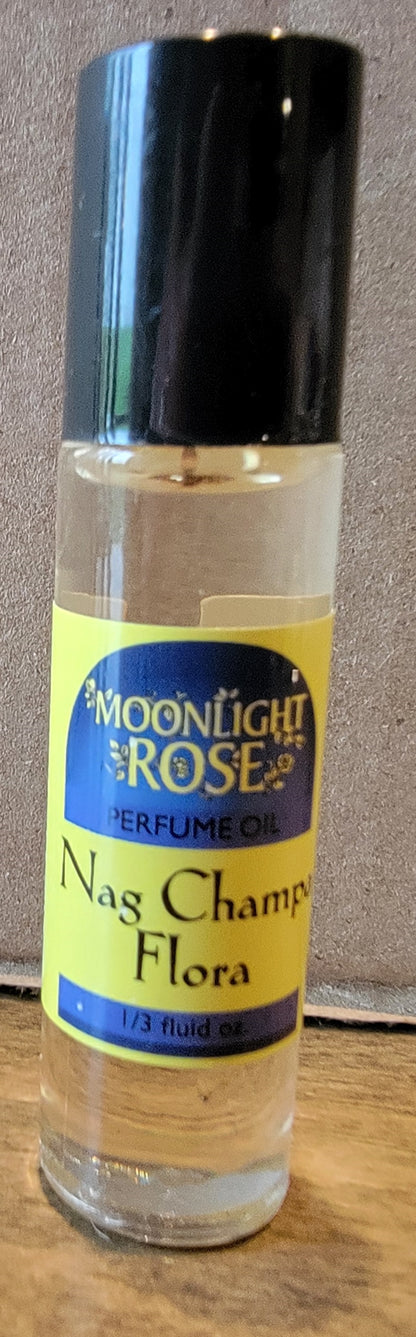 MOONLIGHT
ROSE
PERFUME OIL
Nag Champa
Flora
1/3 fluid oz.